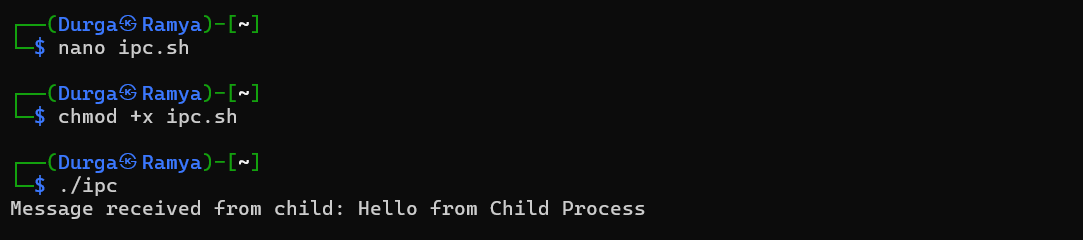 ┌──(Durga㉿Ramya)-[~]
└─$ nano ipc.sh
┌──(Durga㉿Ramya)-[~]
└─$ chmod +x ipc.sh
┌──(Durga㉿Ramya)-[~]
└─$ ./ipc
Message received from child: Hello from Child Process